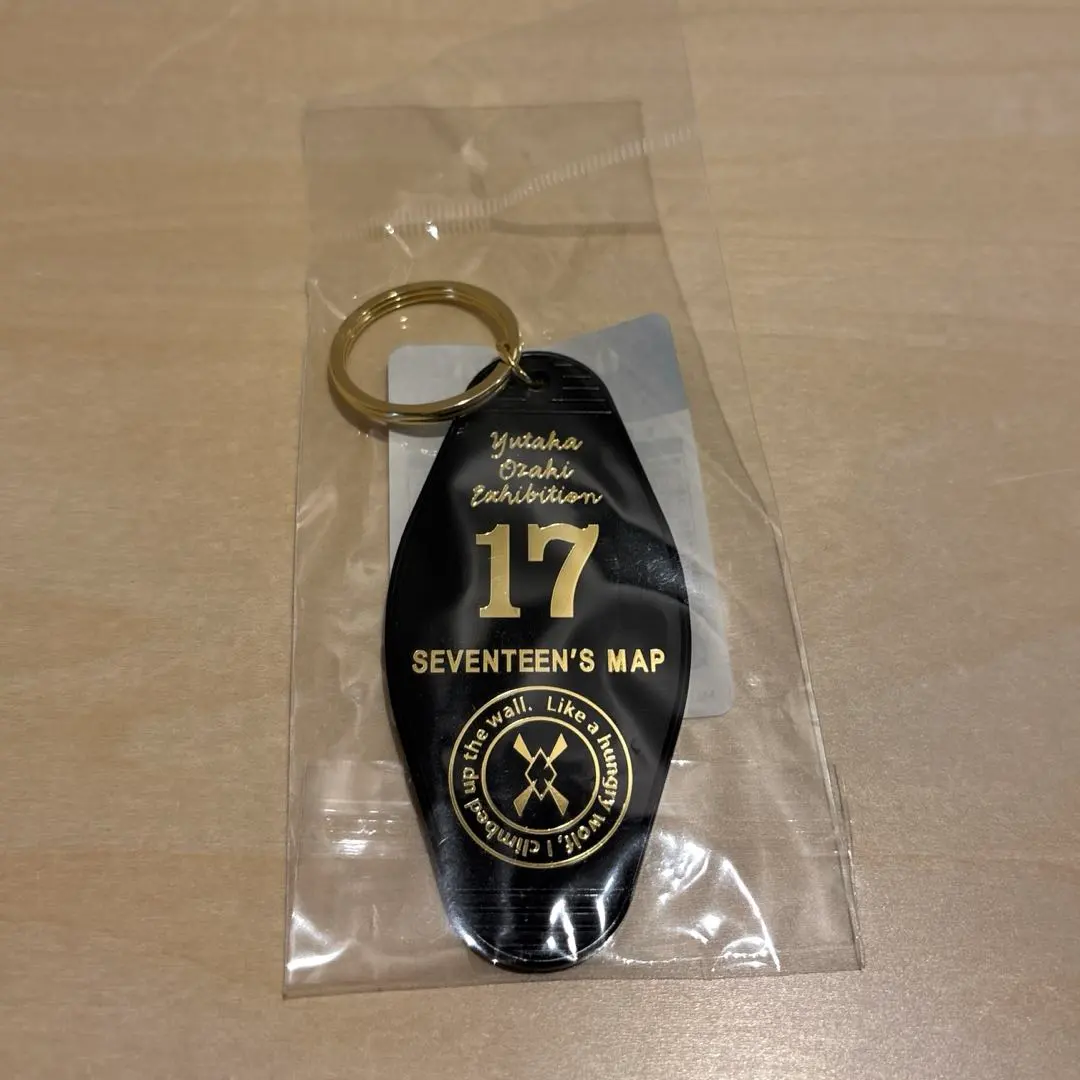 Yutaka
Ozaki
Exhibition
17
SEVENTEEN'S MAP
Like a hungry wolf, I climbed up the wall.